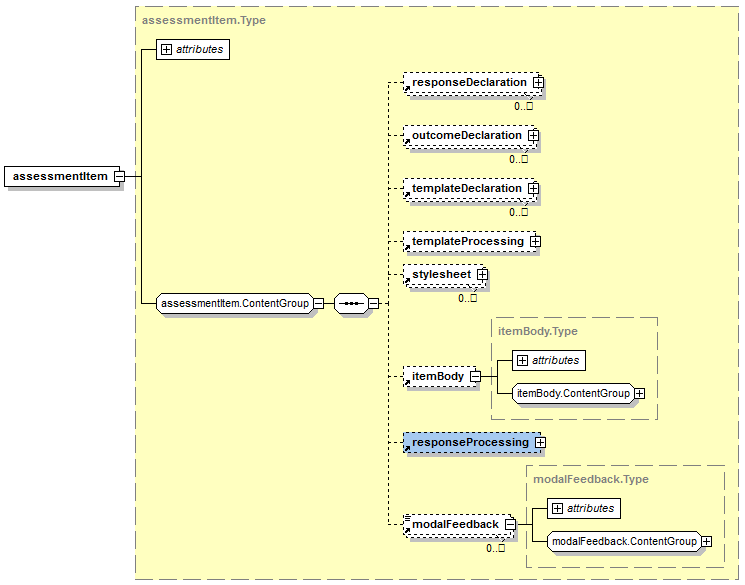 assessmentItem.Type
attributes
responseDeclaration
0..□
outcomeDeclaration
0..□
assessmentItem
templateDeclaration
0..□
templateProcessing
stylesheet
0..□
assessmentItem.ContentGroup
itemBody.Type
attributes
itemBody
itemBody.ContentGroup
responseProcessing
modalFeedback.Type
attributes
modalFeedback
0..□
modalFeedback.ContentGroup